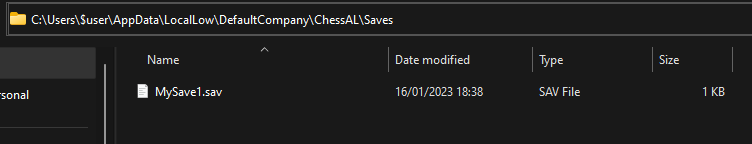 C:\Users\$user\AppData\LocalLow\DefaultCompany\ChessAL\Saves
Name Date modified Type Size
rsonal
MySave1.sav 16/01/2023 18:38 SAV File 1 KB